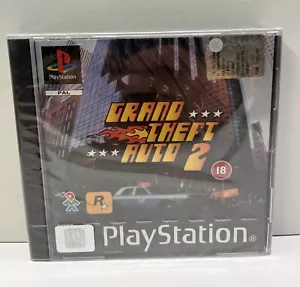 PlayStation
PAL
GRAND
THEFT
AUTO 2
18
R
PlayStation